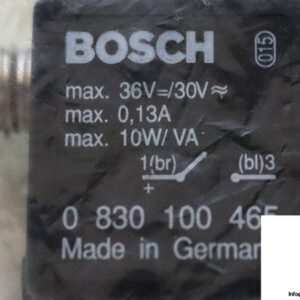 BOSCH
015
max. 36V=/30V≂
max. 0,13A
max. 10W/VA
1(br) (bl)3
+
0 830 100 465
Made in German
Info